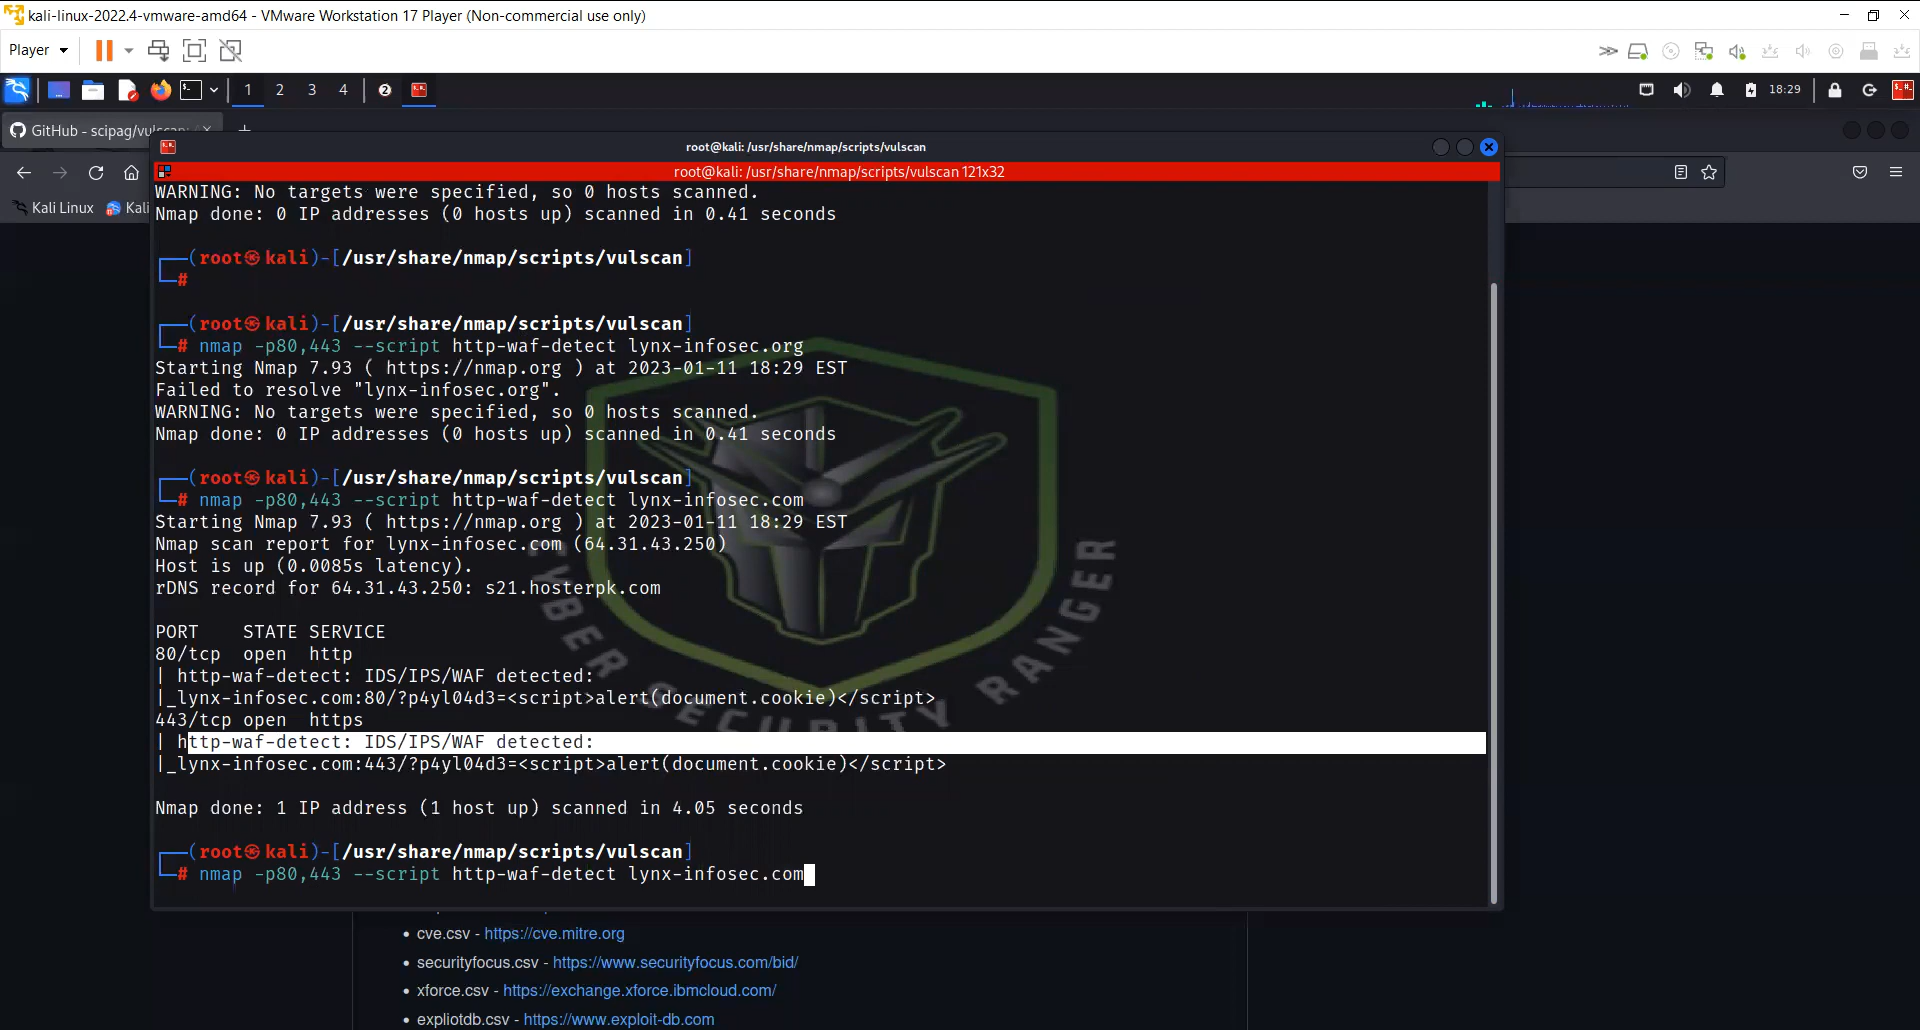 kali-linux-2022.4-vmware-amd64 - VMware Workstation 17 Player (Non-commercial use only)
Player
1 2 3 4 2 18:29
GitHub - scipag/vulscan:
root@kali: /usr/share/nmap/scripts/vulscan
root@kali: /usr/share/nmap/scripts/vulscan 121x32
Kali Linux Kali
WARNING: No targets were specified, so 0 hosts scanned.
Nmap done: 0 IP addresses (0 hosts up) scanned in 0.41 seconds
┌──(root㉿kali)-[/usr/share/nmap/scripts/vulscan]
└─#
┌──(root㉿kali)-[/usr/share/nmap/scripts/vulscan]
└─# nmap -p80,443 --script http-waf-detect lynx-infosec.org
Starting Nmap 7.93 ( https://nmap.org ) at 2023-01-11 18:29 EST
Failed to resolve "lynx-infosec.org".
WARNING: No targets were specified, so 0 hosts scanned.
Nmap done: 0 IP addresses (0 hosts up) scanned in 0.41 seconds
┌──(root㉿kali)-[/usr/share/nmap/scripts/vulscan]
└─# nmap -p80,443 --script http-waf-detect lynx-infosec.com
Starting Nmap 7.93 ( https://nmap.org ) at 2023-01-11 18:29 EST
Nmap scan report for lynx-infosec.com (64.31.43.250)
Host is up (0.0085s latency).
rDNS record for 64.31.43.250: s21.hosterpk.com
PORT    STATE SERVICE
80/tcp  open  http
| http-waf-detect: IDS/IPS/WAF detected:
|_lynx-infosec.com:80/?p4yl04d3=<script>alert(document.cookie)</script>
443/tcp open  https
| http-waf-detect: IDS/IPS/WAF detected:
|_lynx-infosec.com:443/?p4yl04d3=<script>alert(document.cookie)</script>
Nmap done: 1 IP address (1 host up) scanned in 4.05 seconds
┌──(root㉿kali)-[/usr/share/nmap/scripts/vulscan]
└─# nmap -p80,443 --script http-waf-detect lynx-infosec.com
CYBER SECURITY RANGER
• cve.csv - https://cve.mitre.org
• securityfocus.csv - https://www.securityfocus.com/bid/
• xforce.csv - https://exchange.xforce.ibmcloud.com/
• expliotdb.csv - https://www.exploit-db.com